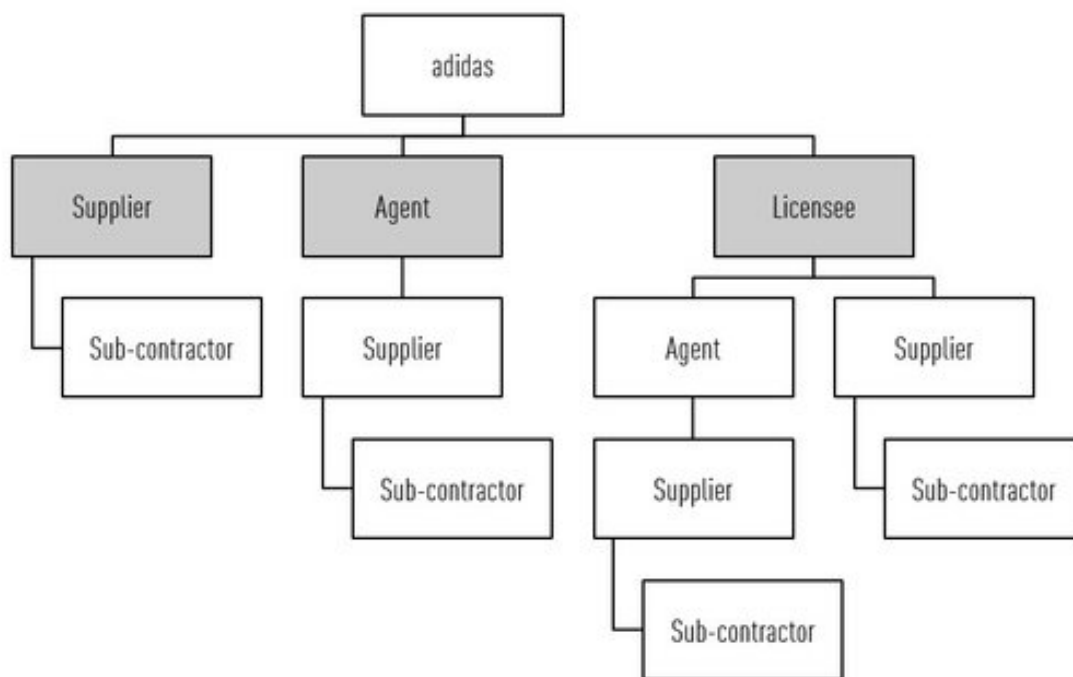 adidas
Supplier
Agent
Licensee
Sub-contractor
Supplier
Agent
Supplier
Sub-contractor
Supplier
Sub-contractor
Sub-contractor